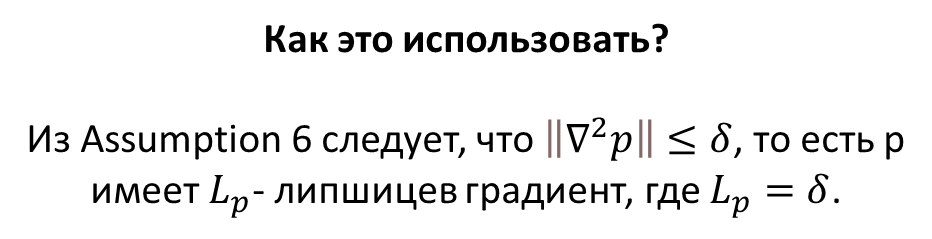 Как это использовать?
Из Assumption 6 следует, что ‖∇²p‖ ≤ δ, то есть p
имеет Lₚ- липшицев градиент, где Lₚ = δ.